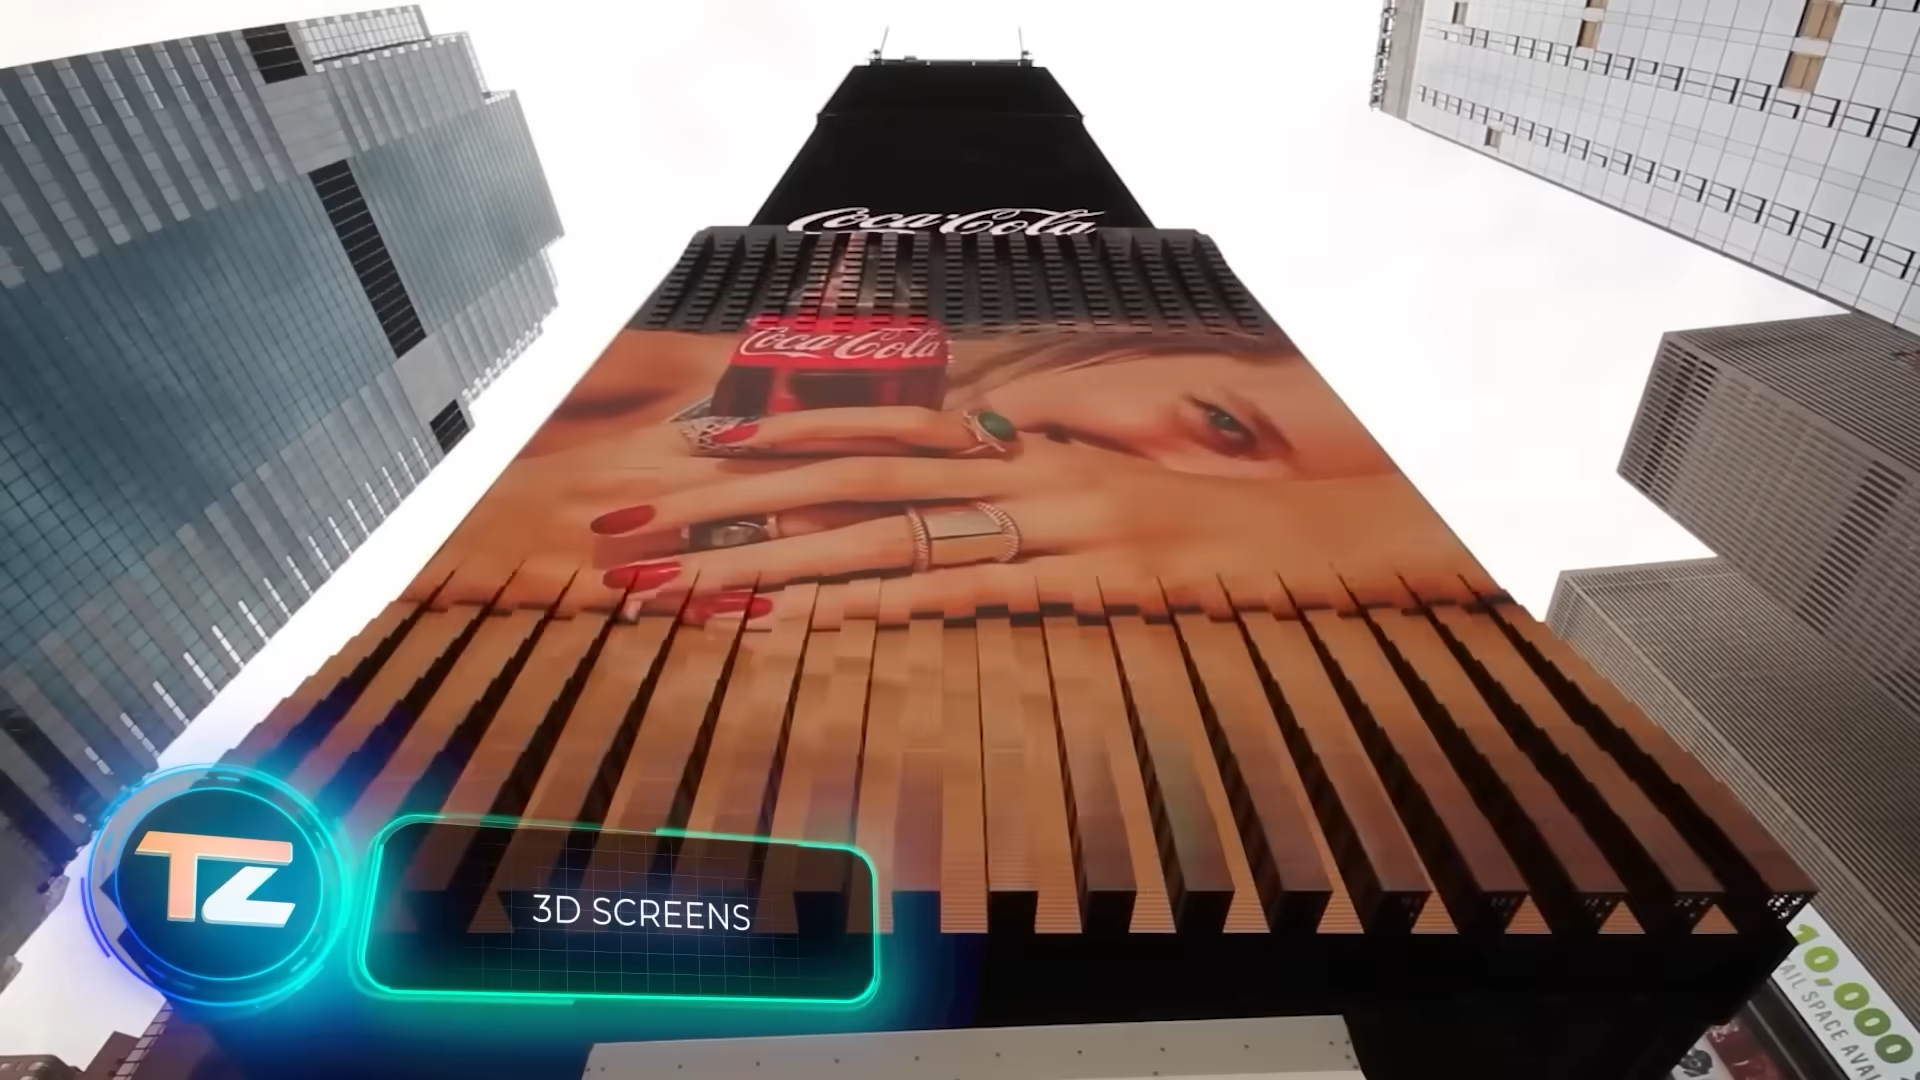 Coca-Cola
Coca-Cola
TZ
3D SCREENS
10,000
AIL SPACE AVAI